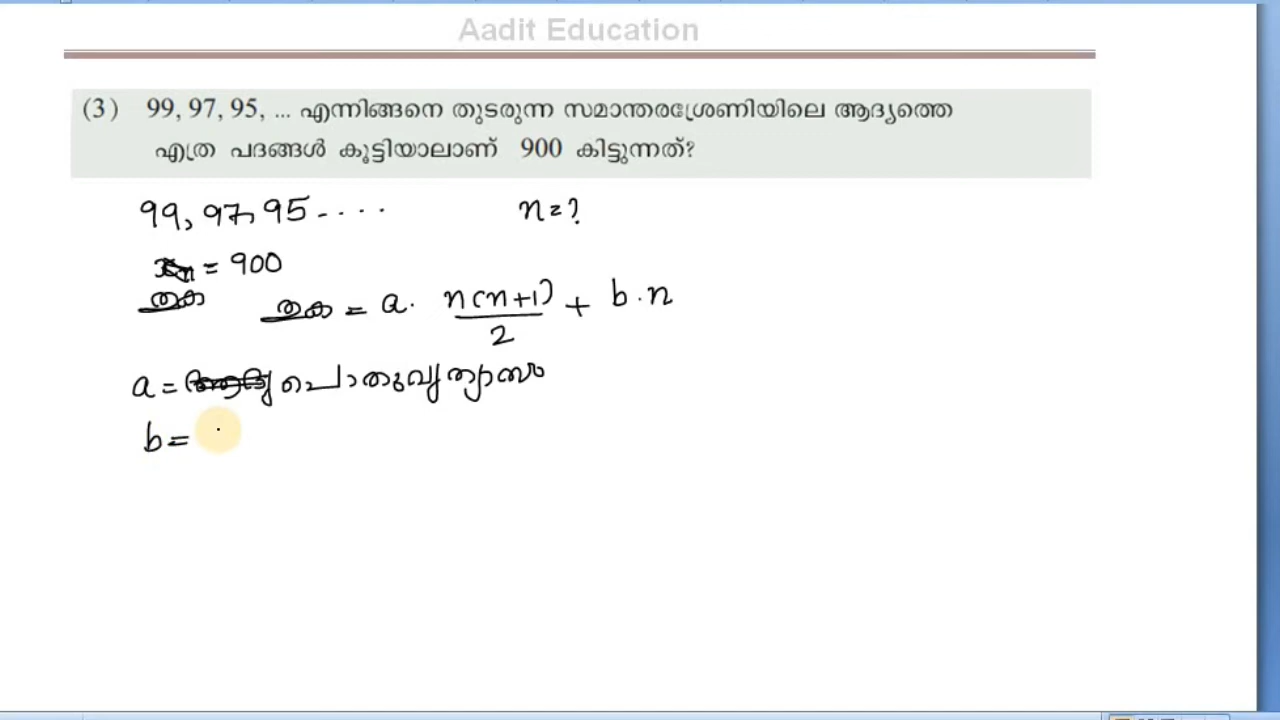 Aadit Education
(3) 99, 97, 95, ... എന്നിങ്ങനെ തുടരുന്ന സമാന്തരശ്രേണിയിലെ ആദ്യത്തെ
എത്ര പദങ്ങൾ കൂട്ടിയാലാണ് 900 കിട്ടുന്നത്?
99, 97, 95 - . . . . n = ?
= 900
തുക തുക = a . n(n+1)/2 + b . n
a = പൊതുവ്യത്യാസം
b =